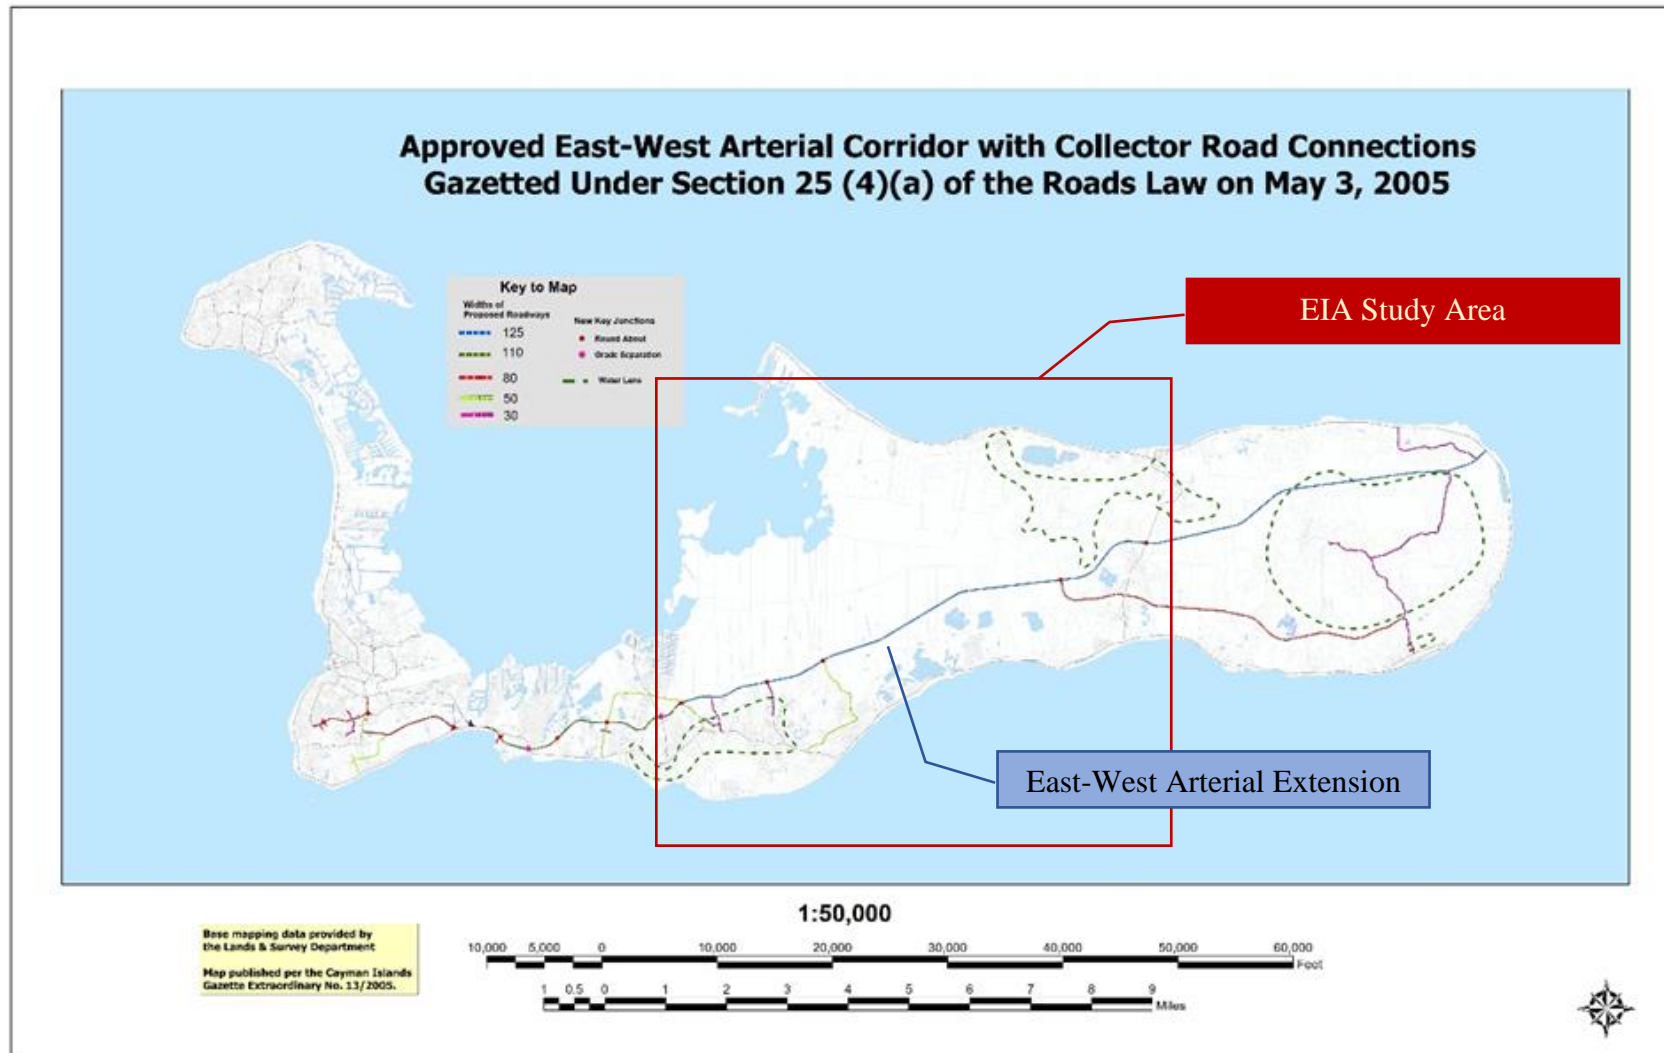 Approved East-West Arterial Corridor with Collector Road Connections
Gazetted Under Section 25 (4)(a) of the Roads Law on May 3, 2005
Key to Map
Widths of
Proposed Roadways
125
110
80
50
30
New Key Junctions
Round About
Grade Separation
Water Lens
EIA Study Area
East-West Arterial Extension
1:50,000
Base mapping data provided by
the Lands & Survey Department
Map published per the Cayman Islands
Gazette Extraordinary No. 13/2005.
10,000 5,000 0 10,000 20,000 30,000 40,000 50,000 60,000
Feet
1 0.5 0 1 2 3 4 5 6 7 8 9
Miles